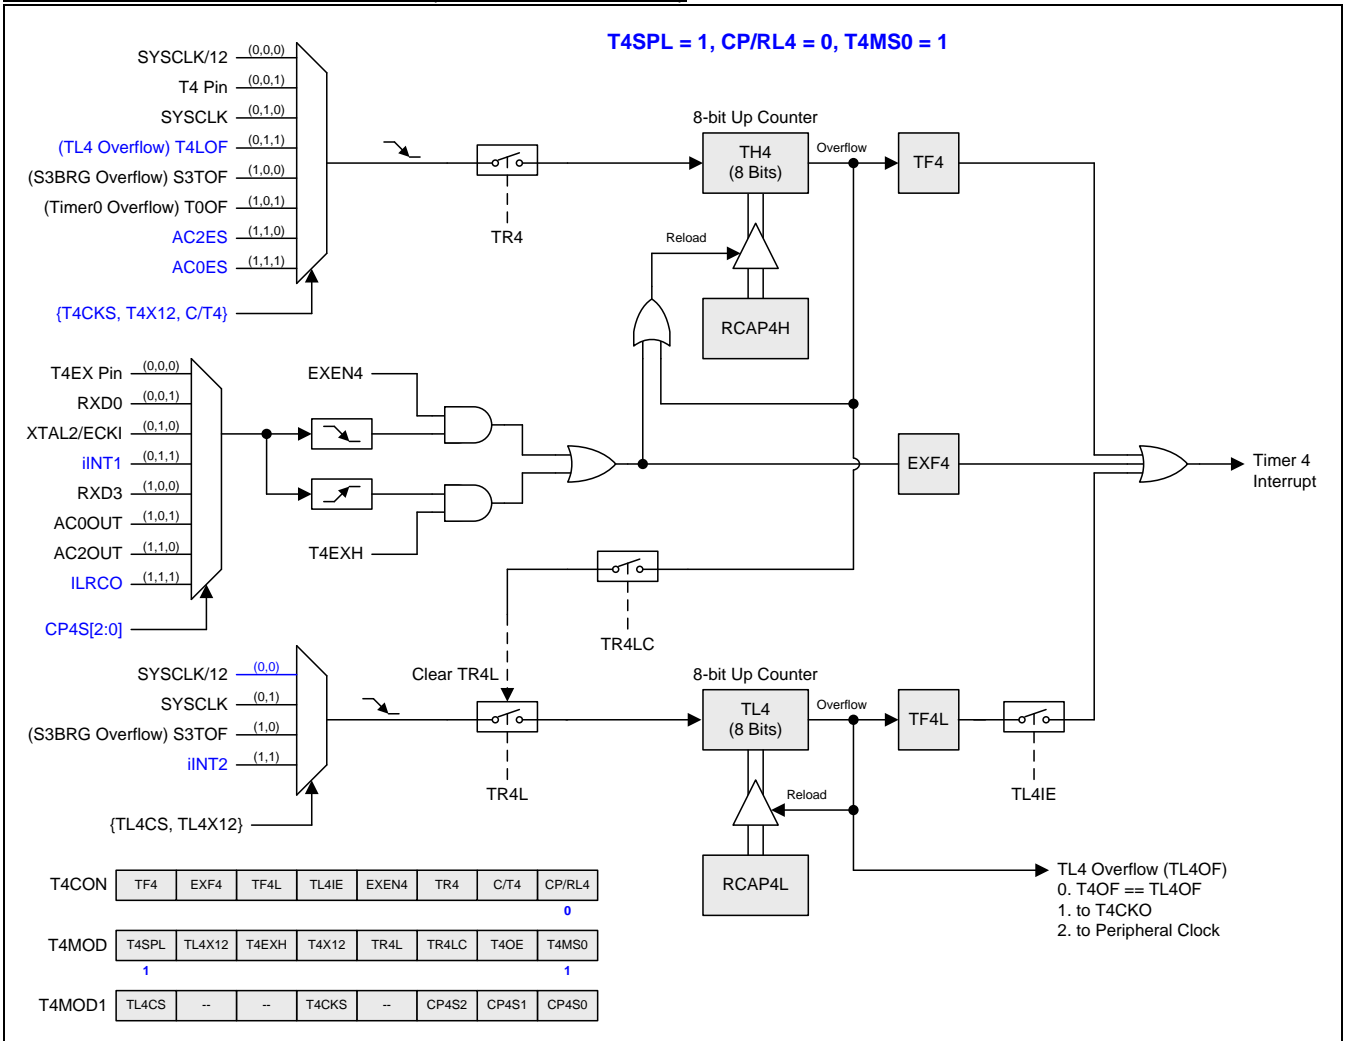 T4SPL = 1, CP/RL4 = 0, T4MS0 = 1
SYSCLK/12 (0,0,0)
T4 Pin (0,0,1)
SYSCLK (0,1,0)
(TL4 Overflow) T4LOF (0,1,1)
(S3BRG Overflow) S3TOF (1,0,0)
(Timer0 Overflow) T0OF (1,0,1)
AC2ES (1,1,0)
AC0ES (1,1,1)
{T4CKS, T4X12, C/T4}
TR4
8-bit Up Counter
TH4
(8 Bits)
Overflow
TF4
Reload
RCAP4H
T4EX Pin (0,0,0)
RXD0 (0,0,1)
XTAL2/ECKI (0,1,0)
iINT1 (0,1,1)
RXD3 (1,0,0)
AC0OUT (1,0,1)
AC2OUT (1,1,0)
ILRCO (1,1,1)
CP4S[2:0]
EXEN4
T4EXH
EXF4
Timer 4
Interrupt
TR4LC
Clear TR4L
SYSCLK/12 (0,0)
SYSCLK (0,1)
(S3BRG Overflow) S3TOF (1,0)
iINT2 (1,1)
{TL4CS, TL4X12}
TR4L
8-bit Up Counter
TL4
(8 Bits)
Overflow
TF4L
TL4IE
Reload
RCAP4L
TL4 Overflow (TL4OF)
0. T4OF == TL4OF
1. to T4CKO
2. to Peripheral Clock
T4CON TF4 EXF4 TF4L TL4IE EXEN4 TR4 C/T4 CP/RL4
0
T4MOD T4SPL TL4X12 T4EXH T4X12 TR4L TR4LC T4OE T4MS0
1 1
T4MOD1 TL4CS -- -- T4CKS -- CP4S2 CP4S1 CP4S0